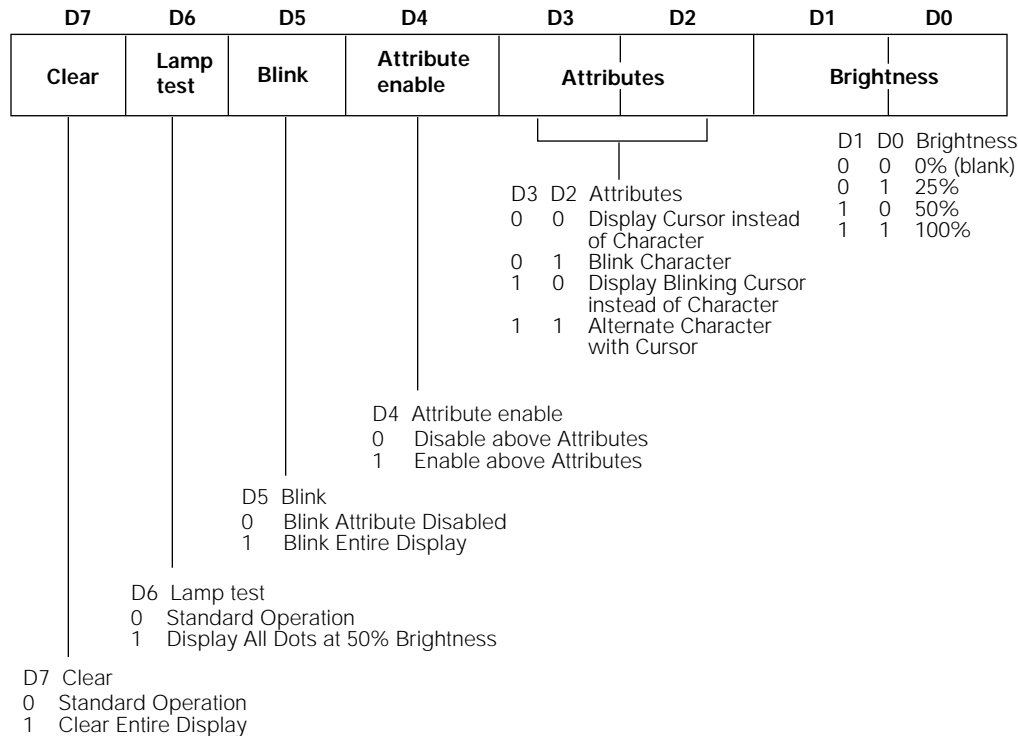 D7 D6 D5 D4 D3 D2 D1 D0
Clear
Lamp
test
Blink
Attribute
enable
Attributes
Brightness
D1 D0 Brightness
0 0 0% (blank)
0 1 25%
1 0 50%
1 1 100%
D3 D2 Attributes
0 0 Display Cursor instead
of Character
0 1 Blink Character
1 0 Display Blinking Cursor
instead of Character
1 1 Alternate Character
with Cursor
D4 Attribute enable
0 Disable above Attributes
1 Enable above Attributes
D5 Blink
0 Blink Attribute Disabled
1 Blink Entire Display
D6 Lamp test
0 Standard Operation
1 Display All Dots at 50% Brightness
D7 Clear
0 Standard Operation
1 Clear Entire Display